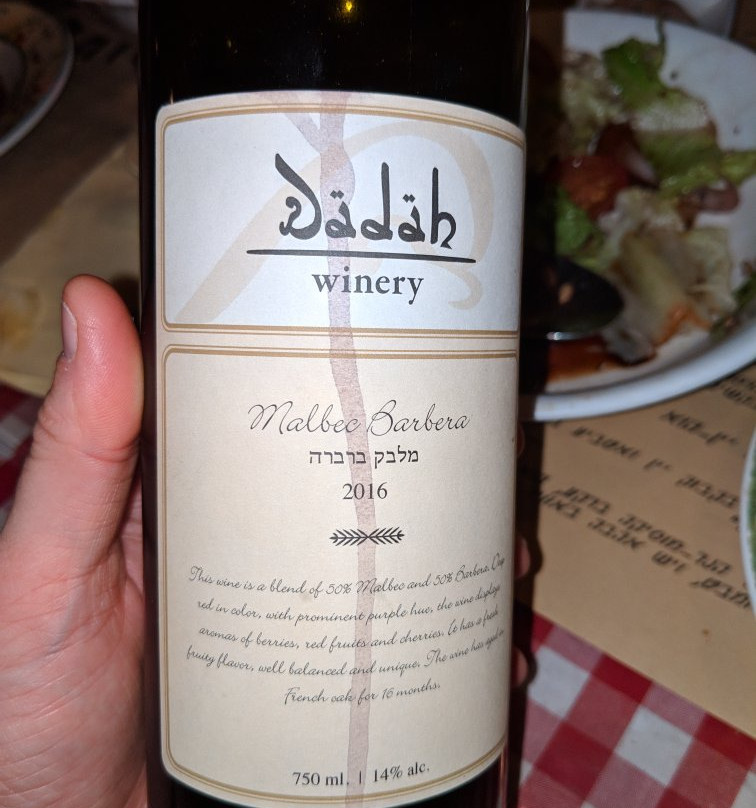 Dädäh
winery
Malbec Barbera
מלבק ברברה
2016
This wine is a blend of 50% Malbec and 50% Barbera. Deep
red in color, with prominent purple hue, the wine displays
aromas of berries, red fruits and cherries. It has a fresh
fruity flavor, well balanced and unique. The wine has aged in
French oak for 16 months.
750 ml. | 14% alc.